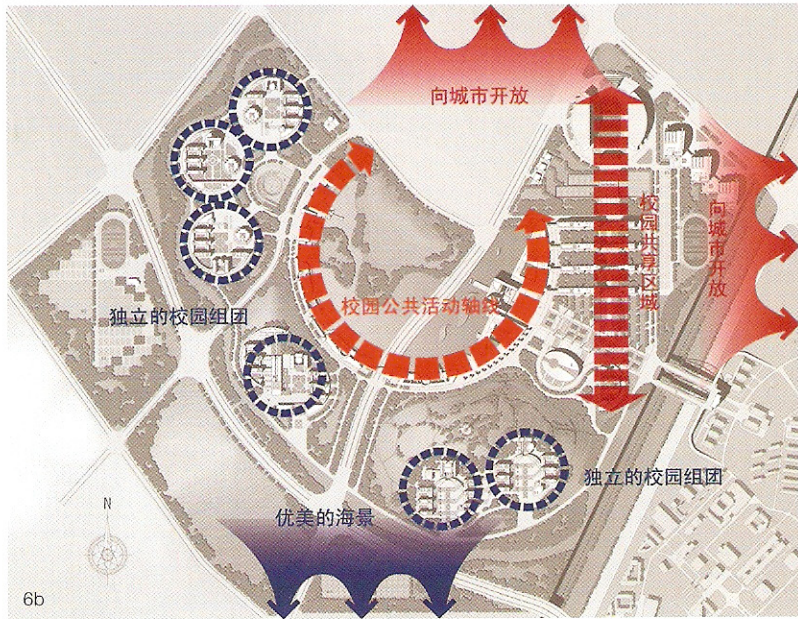 向城市开放
校园共享区域
向城市开放
校园公共活动轴线
独立的校园组团
独立的校园组团
优美的海景
N
6b